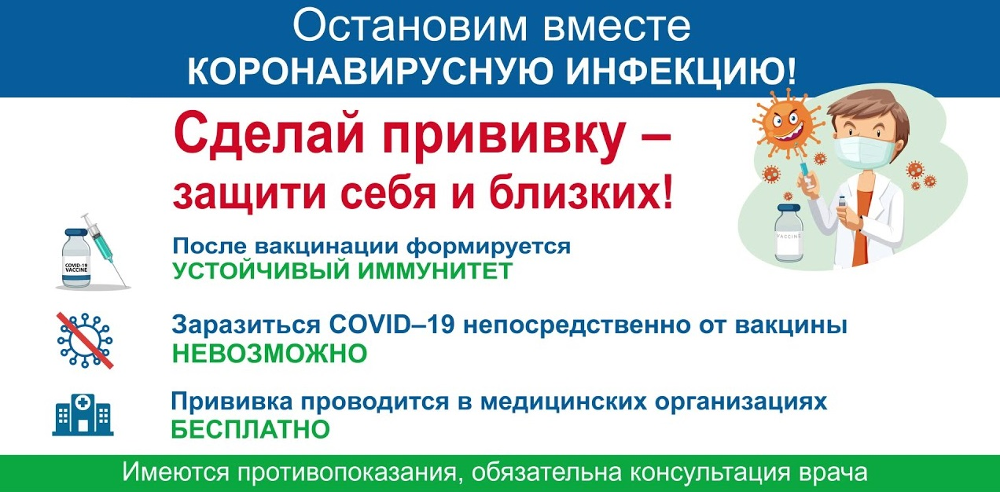 Остановим вместе
КОРОНАВИРУСНУЮ ИНФЕКЦИЮ!
Сделай прививку –
защити себя и близких!
После вакцинации формируется
УСТОЙЧИВЫЙ ИММУНИТЕТ
COVID-19
VACCINE
VACCINE
Заразиться COVID–19 непосредственно от вакцины
НЕВОЗМОЖНО
Прививка проводится в медицинских организациях
БЕСПЛАТНО
Имеются противопоказания, обязательна консультация врача